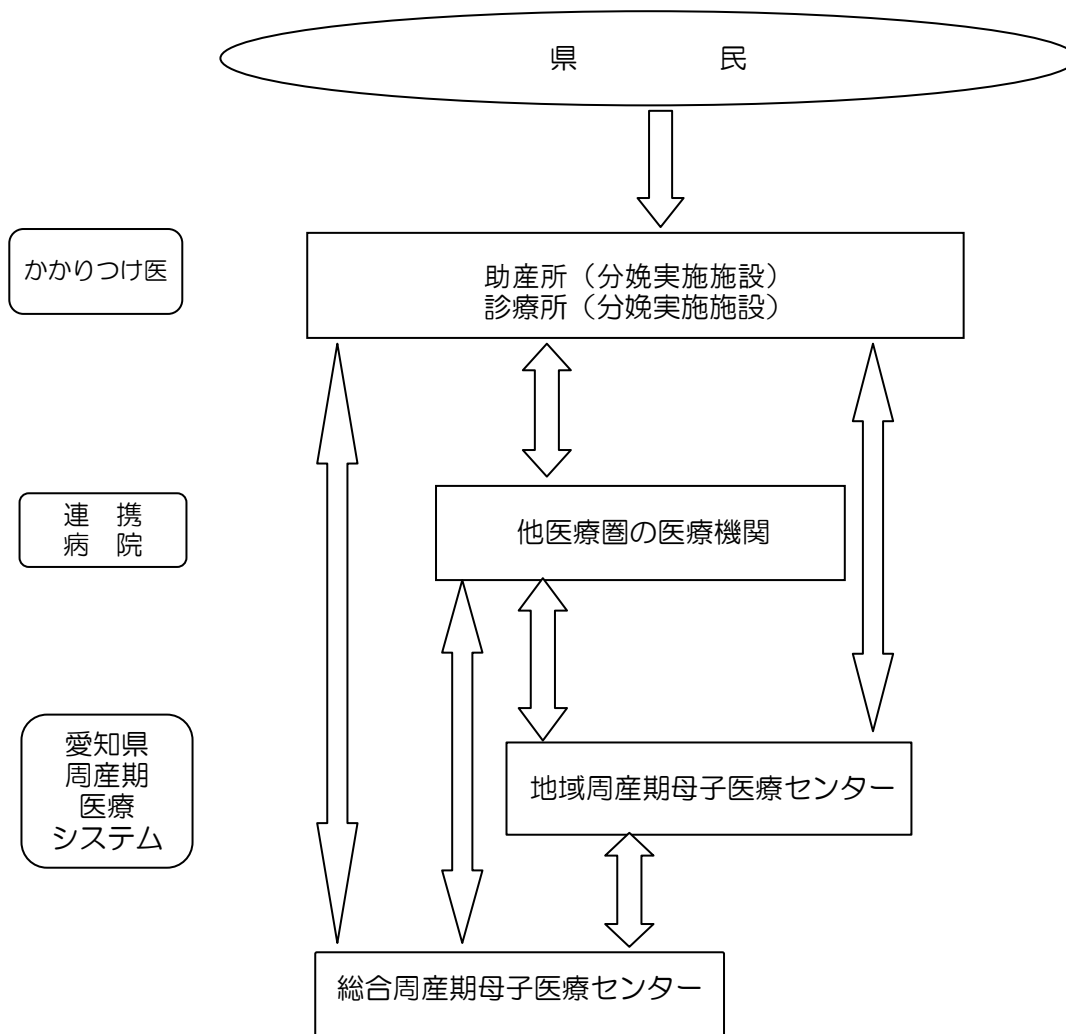 県　民
かかりつけ医
助産所（分娩実施施設）
診療所（分娩実施施設）
連　携
病　院
他医療圏の医療機関
愛知県
周産期
医療
システム
地域周産期母子医療センター
総合周産期母子医療センター